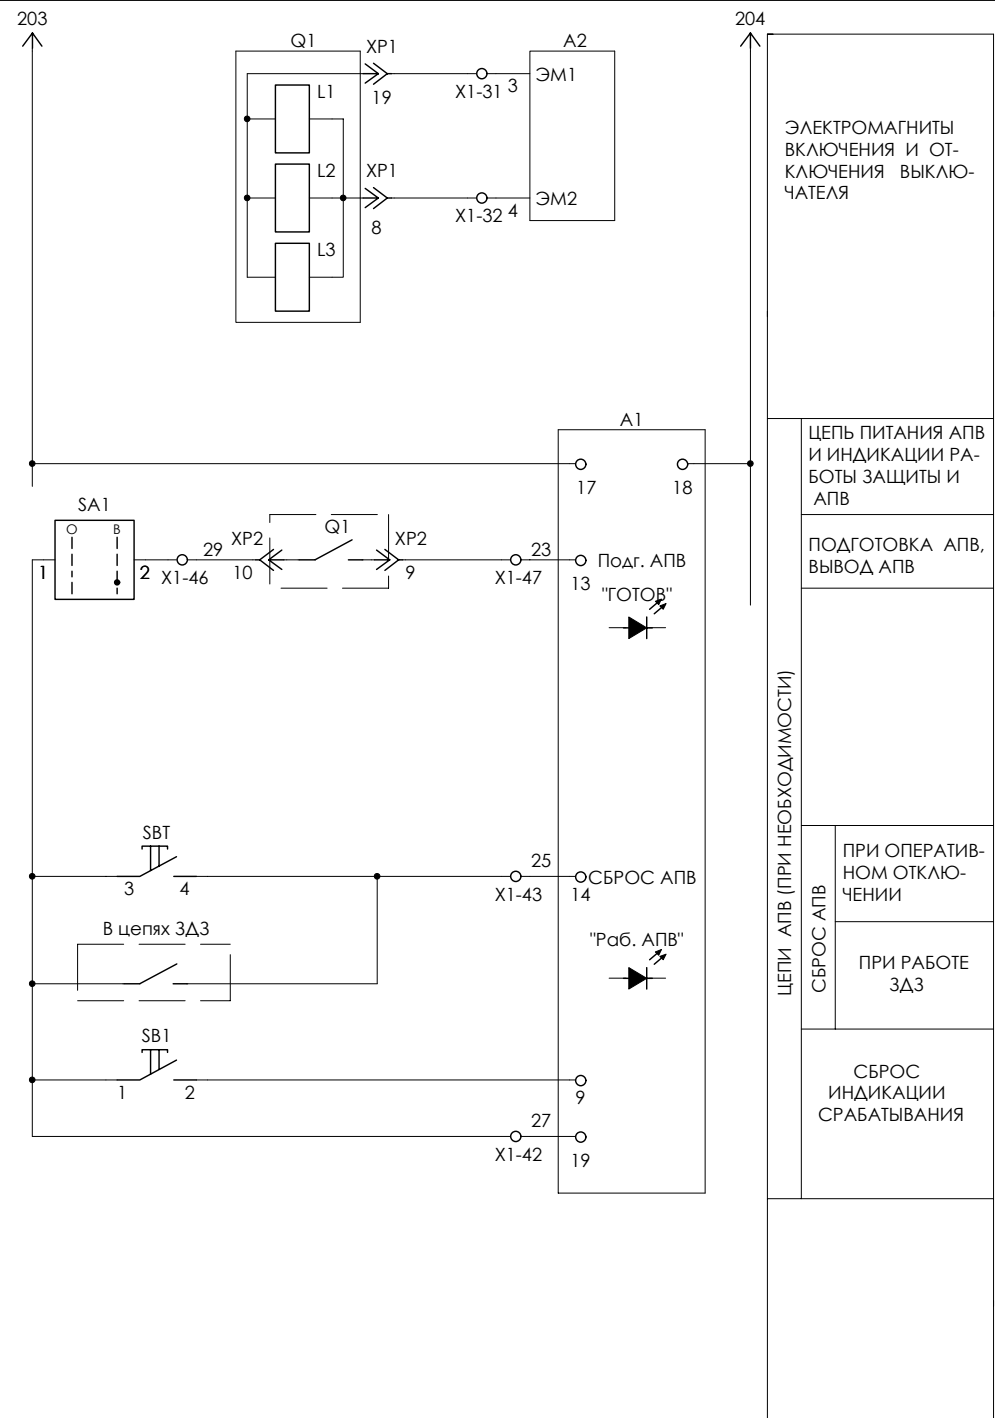 203
204
Q1
XP1
A2
L1
19
X1-31
3
ЭМ1
L2
XP1
8
X1-32
4
ЭМ2
L3
ЭЛЕКТРОМАГНИТЫ
ВКЛЮЧЕНИЯ И ОТ-
КЛЮЧЕНИЯ ВЫКЛЮ-
ЧАТЕЛЯ
A1
17
18
ЦЕПЬ ПИТАНИЯ АПВ
И ИНДИКАЦИИ РА-
БОТЫ ЗАЩИТЫ И
АПВ
SA1
O
B
1
2
29
X1-46
XP2
10
Q1
XP2
9
23
X1-47
13
Подг. АПВ
"ГОТОВ"
ПОДГОТОВКА АПВ,
ВЫВОД АПВ
ЦЕПИ АПВ (ПРИ НЕОБХОДИМОСТИ)
SBT
3
4
25
X1-43
14
СБРОС АПВ
"Раб. АПВ"
В цепях ЗДЗ
СБРОС АПВ
ПРИ ОПЕРАТИВ-
НОМ ОТКЛЮ-
ЧЕНИИ
ПРИ РАБОТЕ
ЗДЗ
SB1
1
2
9
27
X1-42
19
СБРОС
ИНДИКАЦИИ
СРАБАТЫВАНИЯ